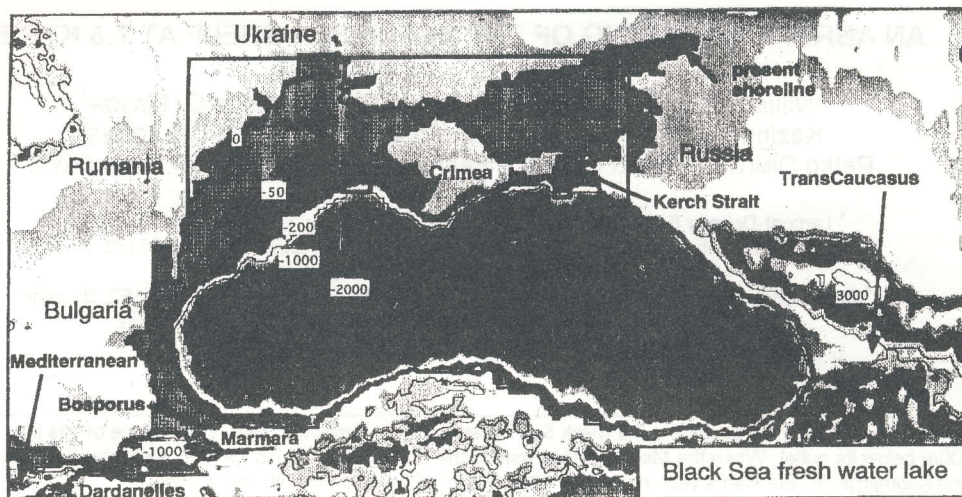 Ukraine
present
shoreline
0
Rumania
Crimea
Russia
TransCaucasus
-50
Kerch Strait
-200
-1000
-2000
3000
Bulgaria
Mediterranean
Bosporus
Marmara
-1000
Dardanelles
Black Sea fresh water lake